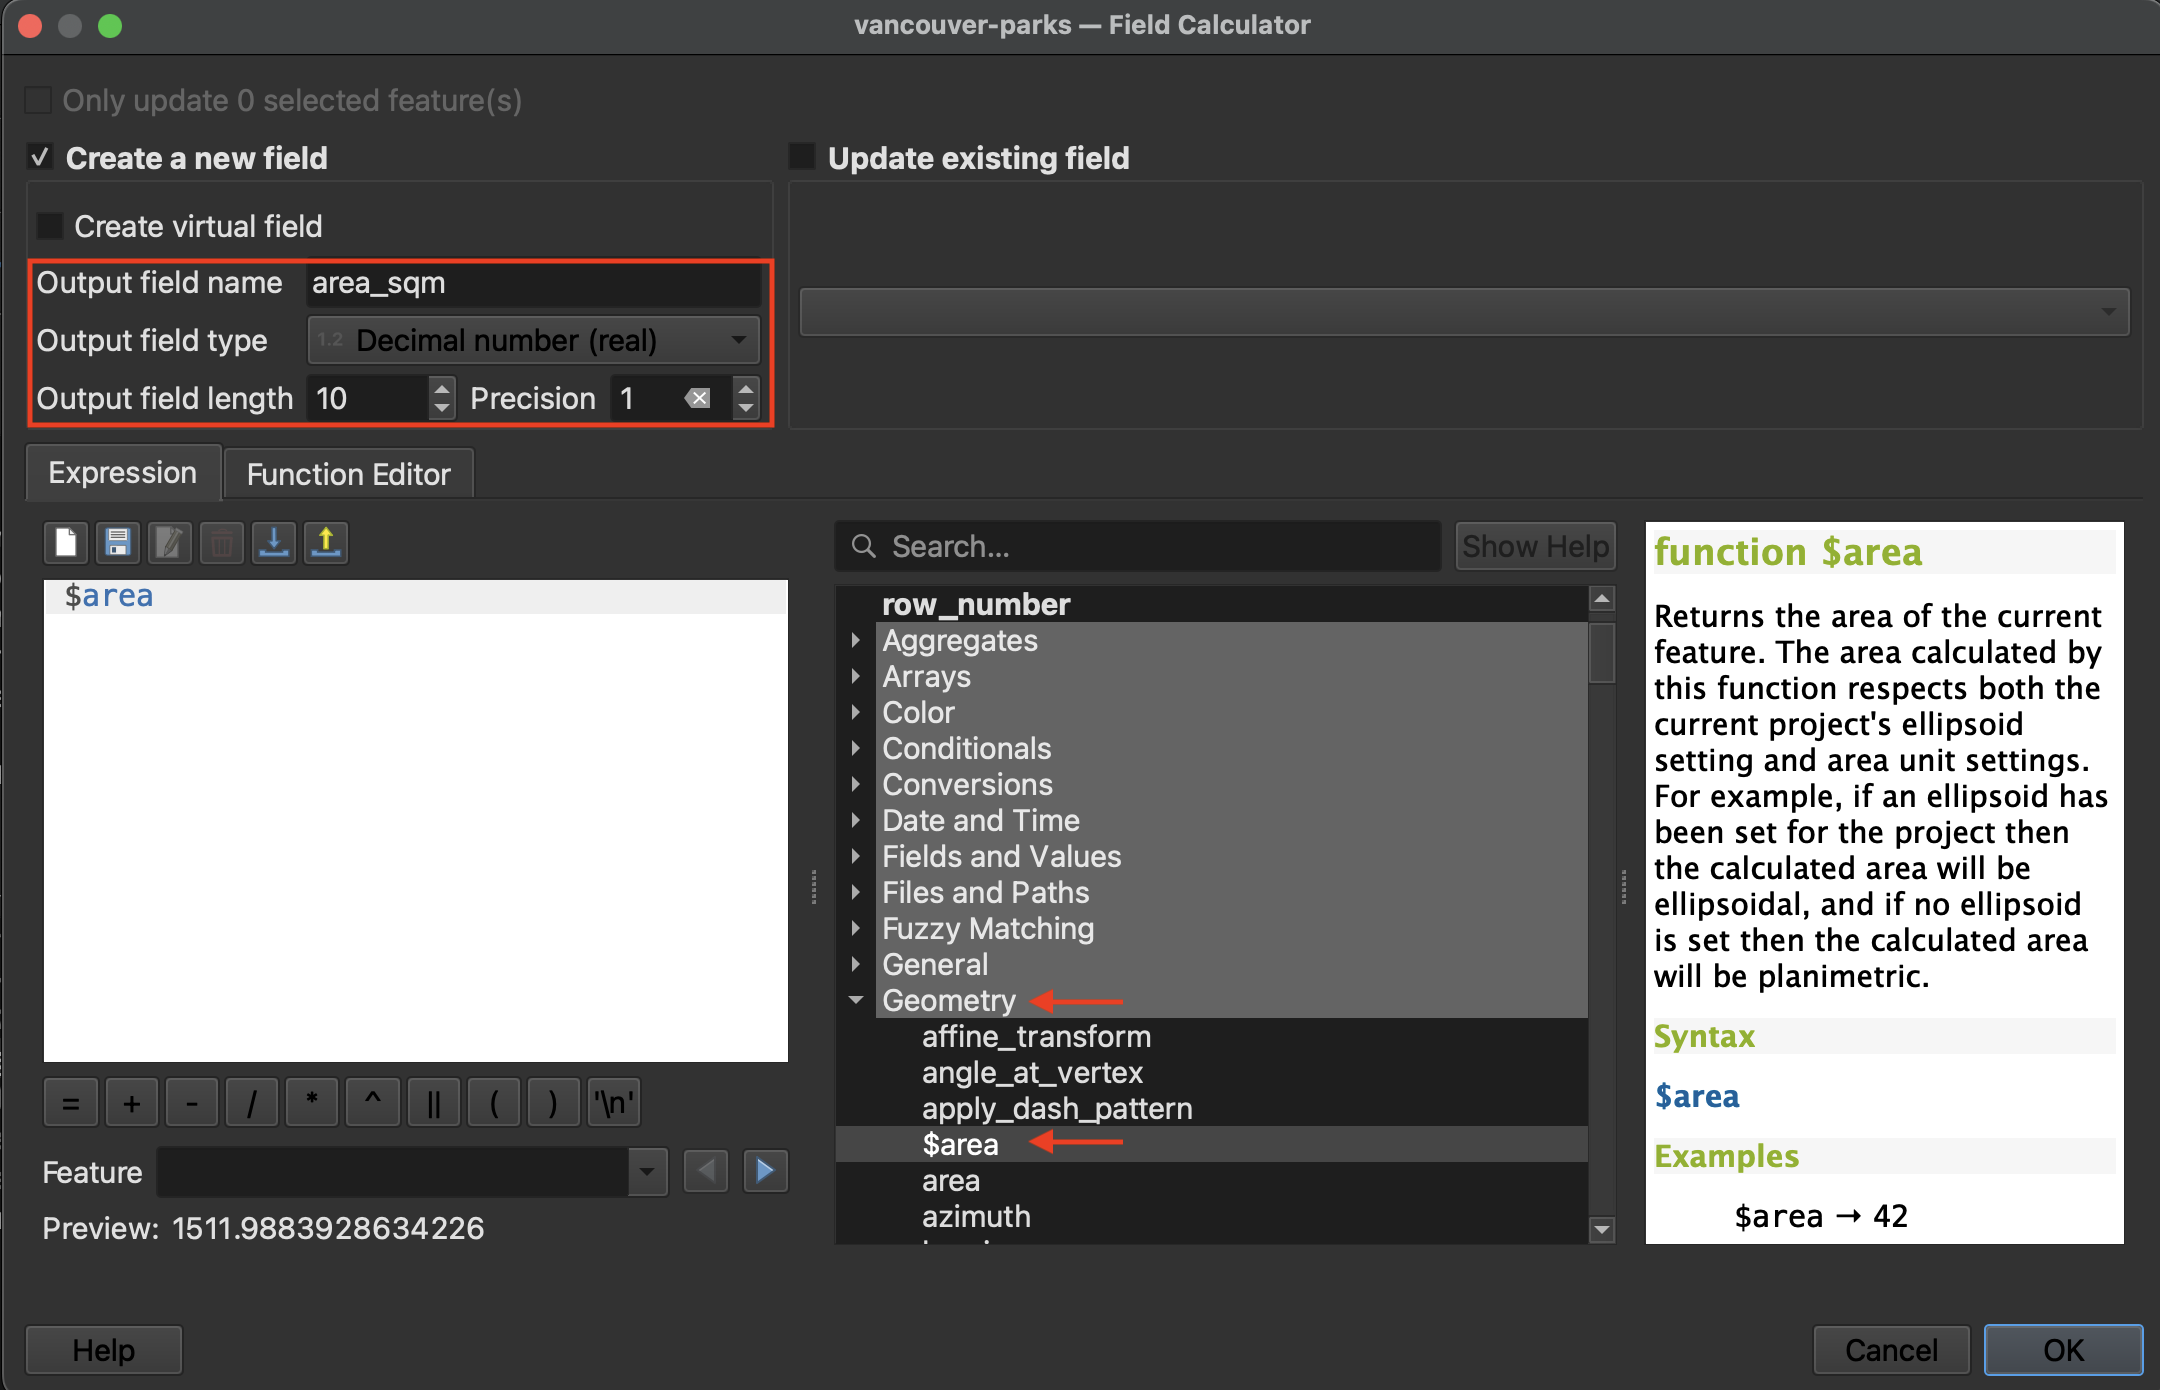 vancouver-parks — Field Calculator
Only update 0 selected feature(s)
Create a new field
Update existing field
Create virtual field
Output field name area_sqm
Output field type 1.2 Decimal number (real)
Output field length 10 Precision 1
Expression Function Editor
$area
= + - / * ^ || ( ) '\n'
Feature
Preview: 1511.9883928634226
Search...
Show Help
row_number
Aggregates
Arrays
Color
Conditionals
Conversions
Date and Time
Fields and Values
Files and Paths
Fuzzy Matching
General
Geometry
affine_transform
angle_at_vertex
apply_dash_pattern
$area
area
azimuth
function $area
Returns the area of the current
feature. The area calculated by
this function respects both the
current project's ellipsoid
setting and area unit settings.
For example, if an ellipsoid has
been set for the project then
the calculated area will be
ellipsoidal, and if no ellipsoid
is set then the calculated area
will be planimetric.
Syntax
$area
Examples
$area → 42
Help
Cancel
OK